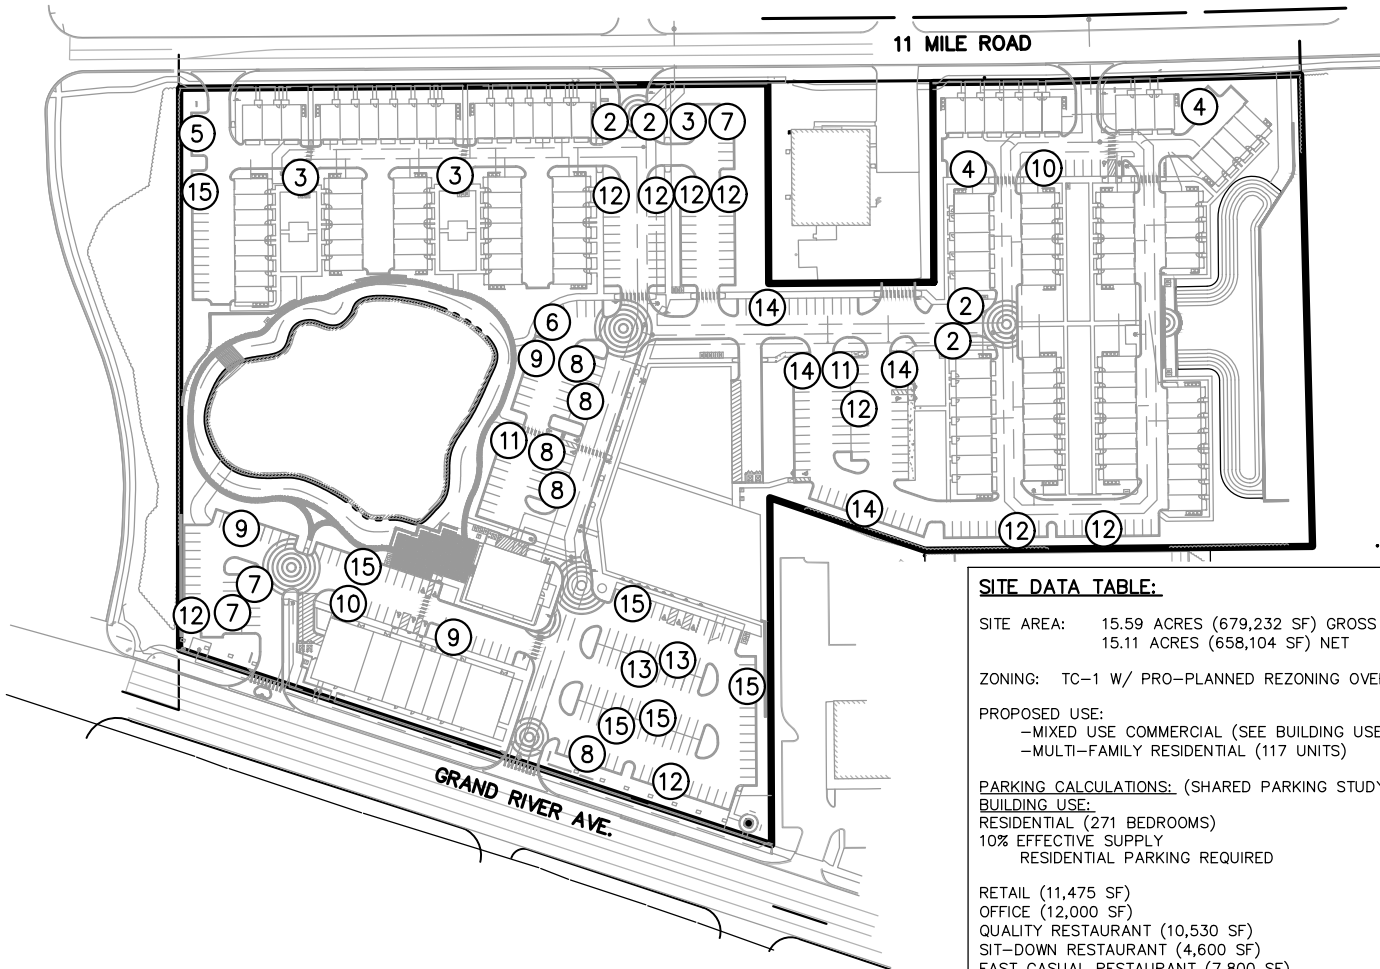 11 MILE ROAD
5
2
2
3
7
4
15
3
3
12
12
12
12
4
10
14
2
2
6
9
8
8
14
11
14
12
11
8
8
14
12
12
9
15
7
7
12
10
9
15
13
13
15
15
15
8
12
GRAND RIVER AVE.
SITE DATA TABLE:
SITE AREA: 15.59 ACRES (679,232 SF) GROSS
15.11 ACRES (658,104 SF) NET
ZONING: TC-1 W/ PRO-PLANNED REZONING OVE
PROPOSED USE:
-MIXED USE COMMERCIAL (SEE BUILDING USE
-MULTI-FAMILY RESIDENTIAL (117 UNITS)
PARKING CALCULATIONS: (SHARED PARKING STUDY
BUILDING USE:
RESIDENTIAL (271 BEDROOMS)
10% EFFECTIVE SUPPLY
RESIDENTIAL PARKING REQUIRED
RETAIL (11,475 SF)
OFFICE (12,000 SF)
QUALITY RESTAURANT (10,530 SF)
SIT-DOWN RESTAURANT (4,600 SF)
FAST CASUAL RESTAURANT (7,800 SF)